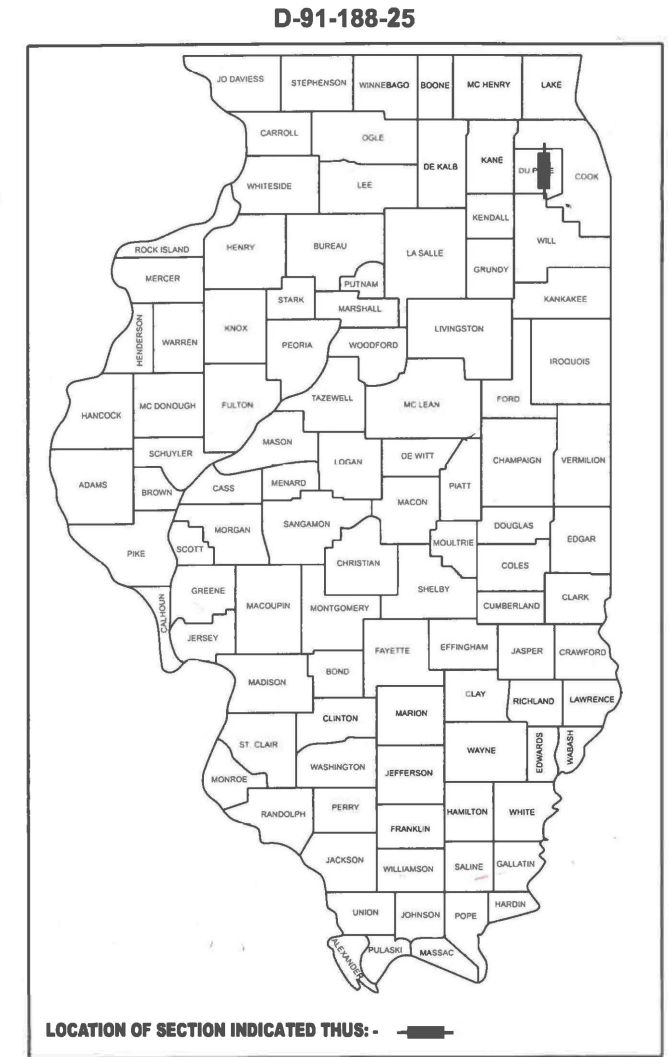 D-91-188-25
JO DAVIESS
STEPHENSON
WINNEBAGO
BOONE
MC HENRY
LAKE
CARROLL
OGLE
DE KALB
KANE
COOK
WHITESIDE
LEE
KENDALL
WILL
ROCK ISLAND
HENRY
BUREAU
LA SALLE
GRUNDY
MERCER
PUTNAM
KANKAKEE
STARK
MARSHALL
HENDERSON
WARREN
KNOX
PEORIA
WOODFORD
LIVINGSTON
IROQUOIS
HANCOCK
MC DONOUGH
FULTON
TAZEWELL
MC LEAN
FORD
MASON
SCHUYLER
LOGAN
DE WITT
CHAMPAIGN
VERMILION
ADAMS
BROWN
CASS
MENARD
PIATT
MACON
MORGAN
SANGAMON
DOUGLAS
EDGAR
PIKE
SCOTT
CHRISTIAN
MOULTRIE
COLES
CALHOUN
GREENE
MACOUPIN
MONTGOMERY
SHELBY
CUMBERLAND
CLARK
JERSEY
FAYETTE
EFFINGHAM
JASPER
CRAWFORD
MADISON
BOND
CLAY
RICHLAND
LAWRENCE
CLINTON
MARION
ST. CLAIR
WAYNE
EDWARDS
WABASH
WASHINGTON
JEFFERSON
MONROE
RANDOLPH
PERRY
HAMILTON
WHITE
FRANKLIN
JACKSON
WILLIAMSON
SALINE
GALLATIN
UNION
JOHNSON
POPE
HARDIN
ALEXANDER
PULASKI
MASSAC
LOCATION OF SECTION INDICATED THUS: -